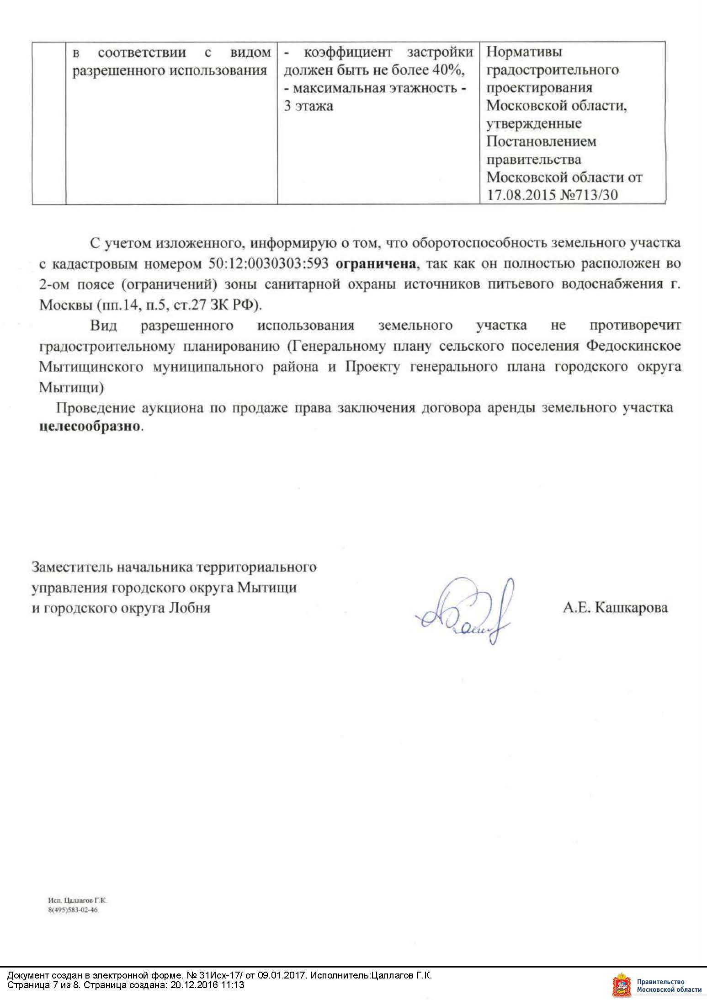 в соответствии с видом
разрешенного использования
- коэффициент застройки
должен быть не более 40%,
- максимальная этажность -
3 этажа
Нормативы
градостроительного
проектирования
Московской области,
утвержденные
Постановлением
правительства
Московской области от
17.08.2015 №713/30
С учетом изложенного, информирую о том, что оборотоспособность земельного участка
с кадастровым номером 50:12:0030303:593 ограничена, так как он полностью расположен во
2-ом поясе (ограничений) зоны санитарной охраны источников питьевого водоснабжения г.
Москвы (пп.14, п.5, ст.27 ЗК РФ).
Вид разрешенного использования земельного участка не противоречит
градостроительному планированию (Генеральному плану сельского поселения Федоскинское
Мытищинского муниципального района и Проекту генерального плана городского округа
Мытищи)
Проведение аукциона по продаже права заключения договора аренды земельного участка
целесообразно.
Заместитель начальника территориального
управления городского округа Мытищи
и городского округа Лобня
А.Е. Кашкарова
Исп. Цаллагов Г.К.
8(495)583-02-46
Документ создан в электронной форме. № 31Исх-17/ от 09.01.2017. Исполнитель:Цаллагов Г.К.
Страница 7 из 8. Страница создана: 20.12.2016 11:13
Правительство
Московской области